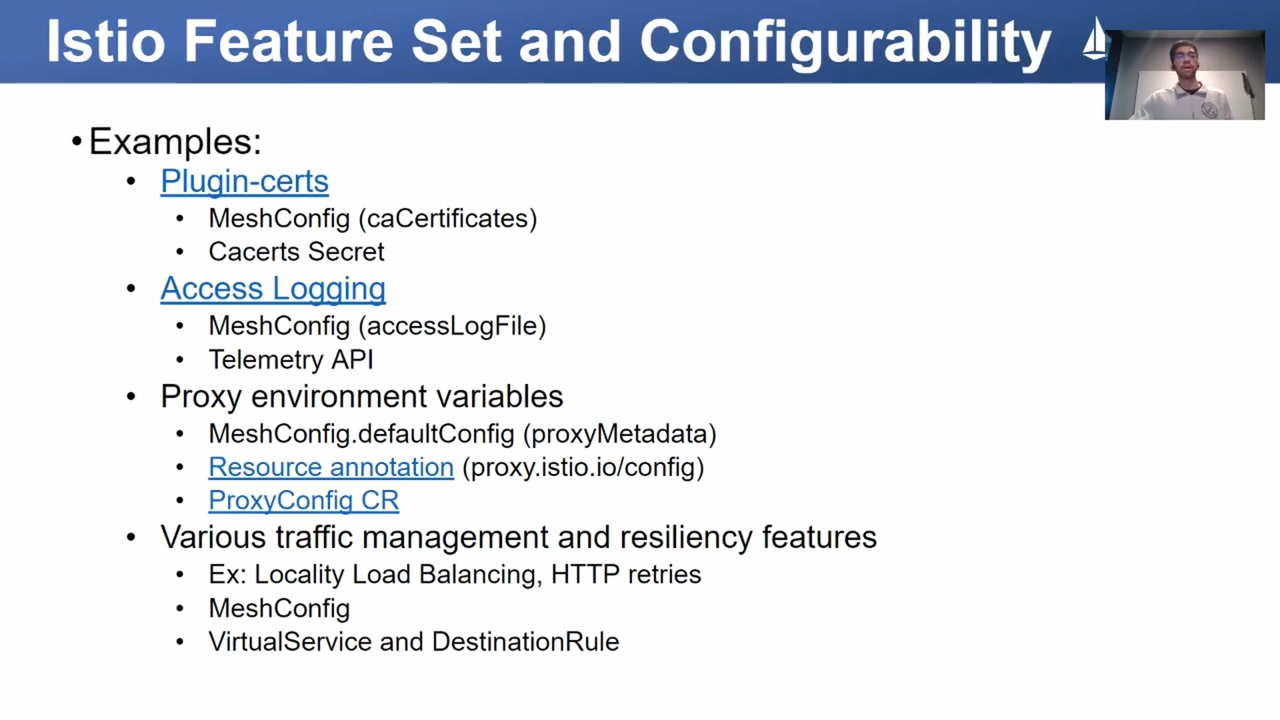 Istio Feature Set and Configurability
• Examples:
• Plugin-certs
• MeshConfig (caCertificates)
• Cacerts Secret
• Access Logging
• MeshConfig (accessLogFile)
• Telemetry API
• Proxy environment variables
• MeshConfig.defaultConfig (proxyMetadata)
• Resource annotation (proxy.istio.io/config)
• ProxyConfig CR
• Various traffic management and resiliency features
• Ex: Locality Load Balancing, HTTP retries
• MeshConfig
• VirtualService and DestinationRule